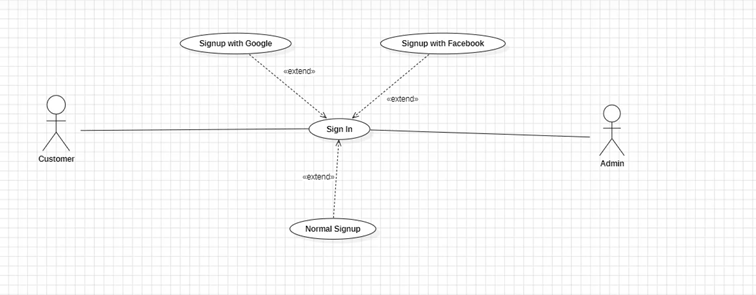 Signup with Google
Signup with Facebook
«extend»
«extend»
Sign In
Customer
Admin
«extend»
Normal Signup